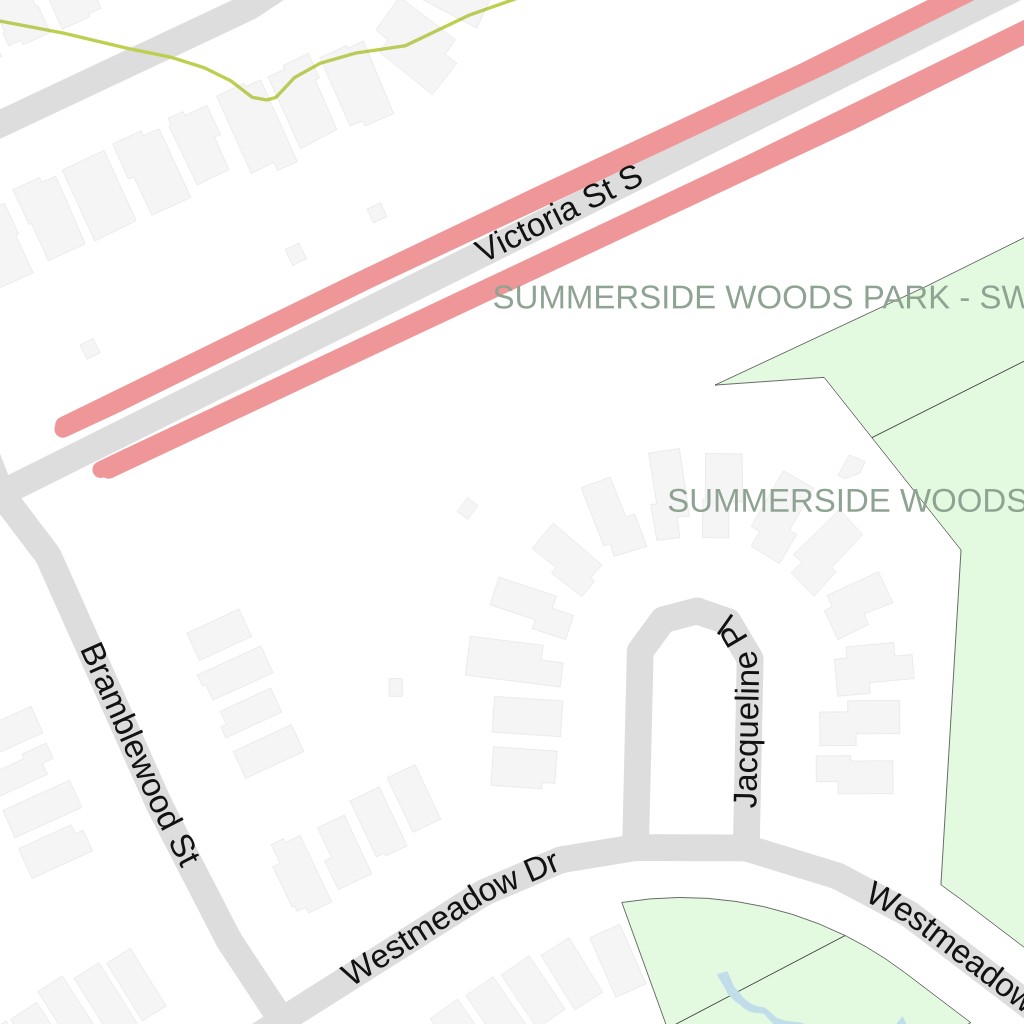 Victoria St S
SUMMERSIDE WOODS PARK - SW
SUMMERSIDE WOODS
Jacqueline Pl
Bramblewood St
Westmeadow Dr
Westmeadow